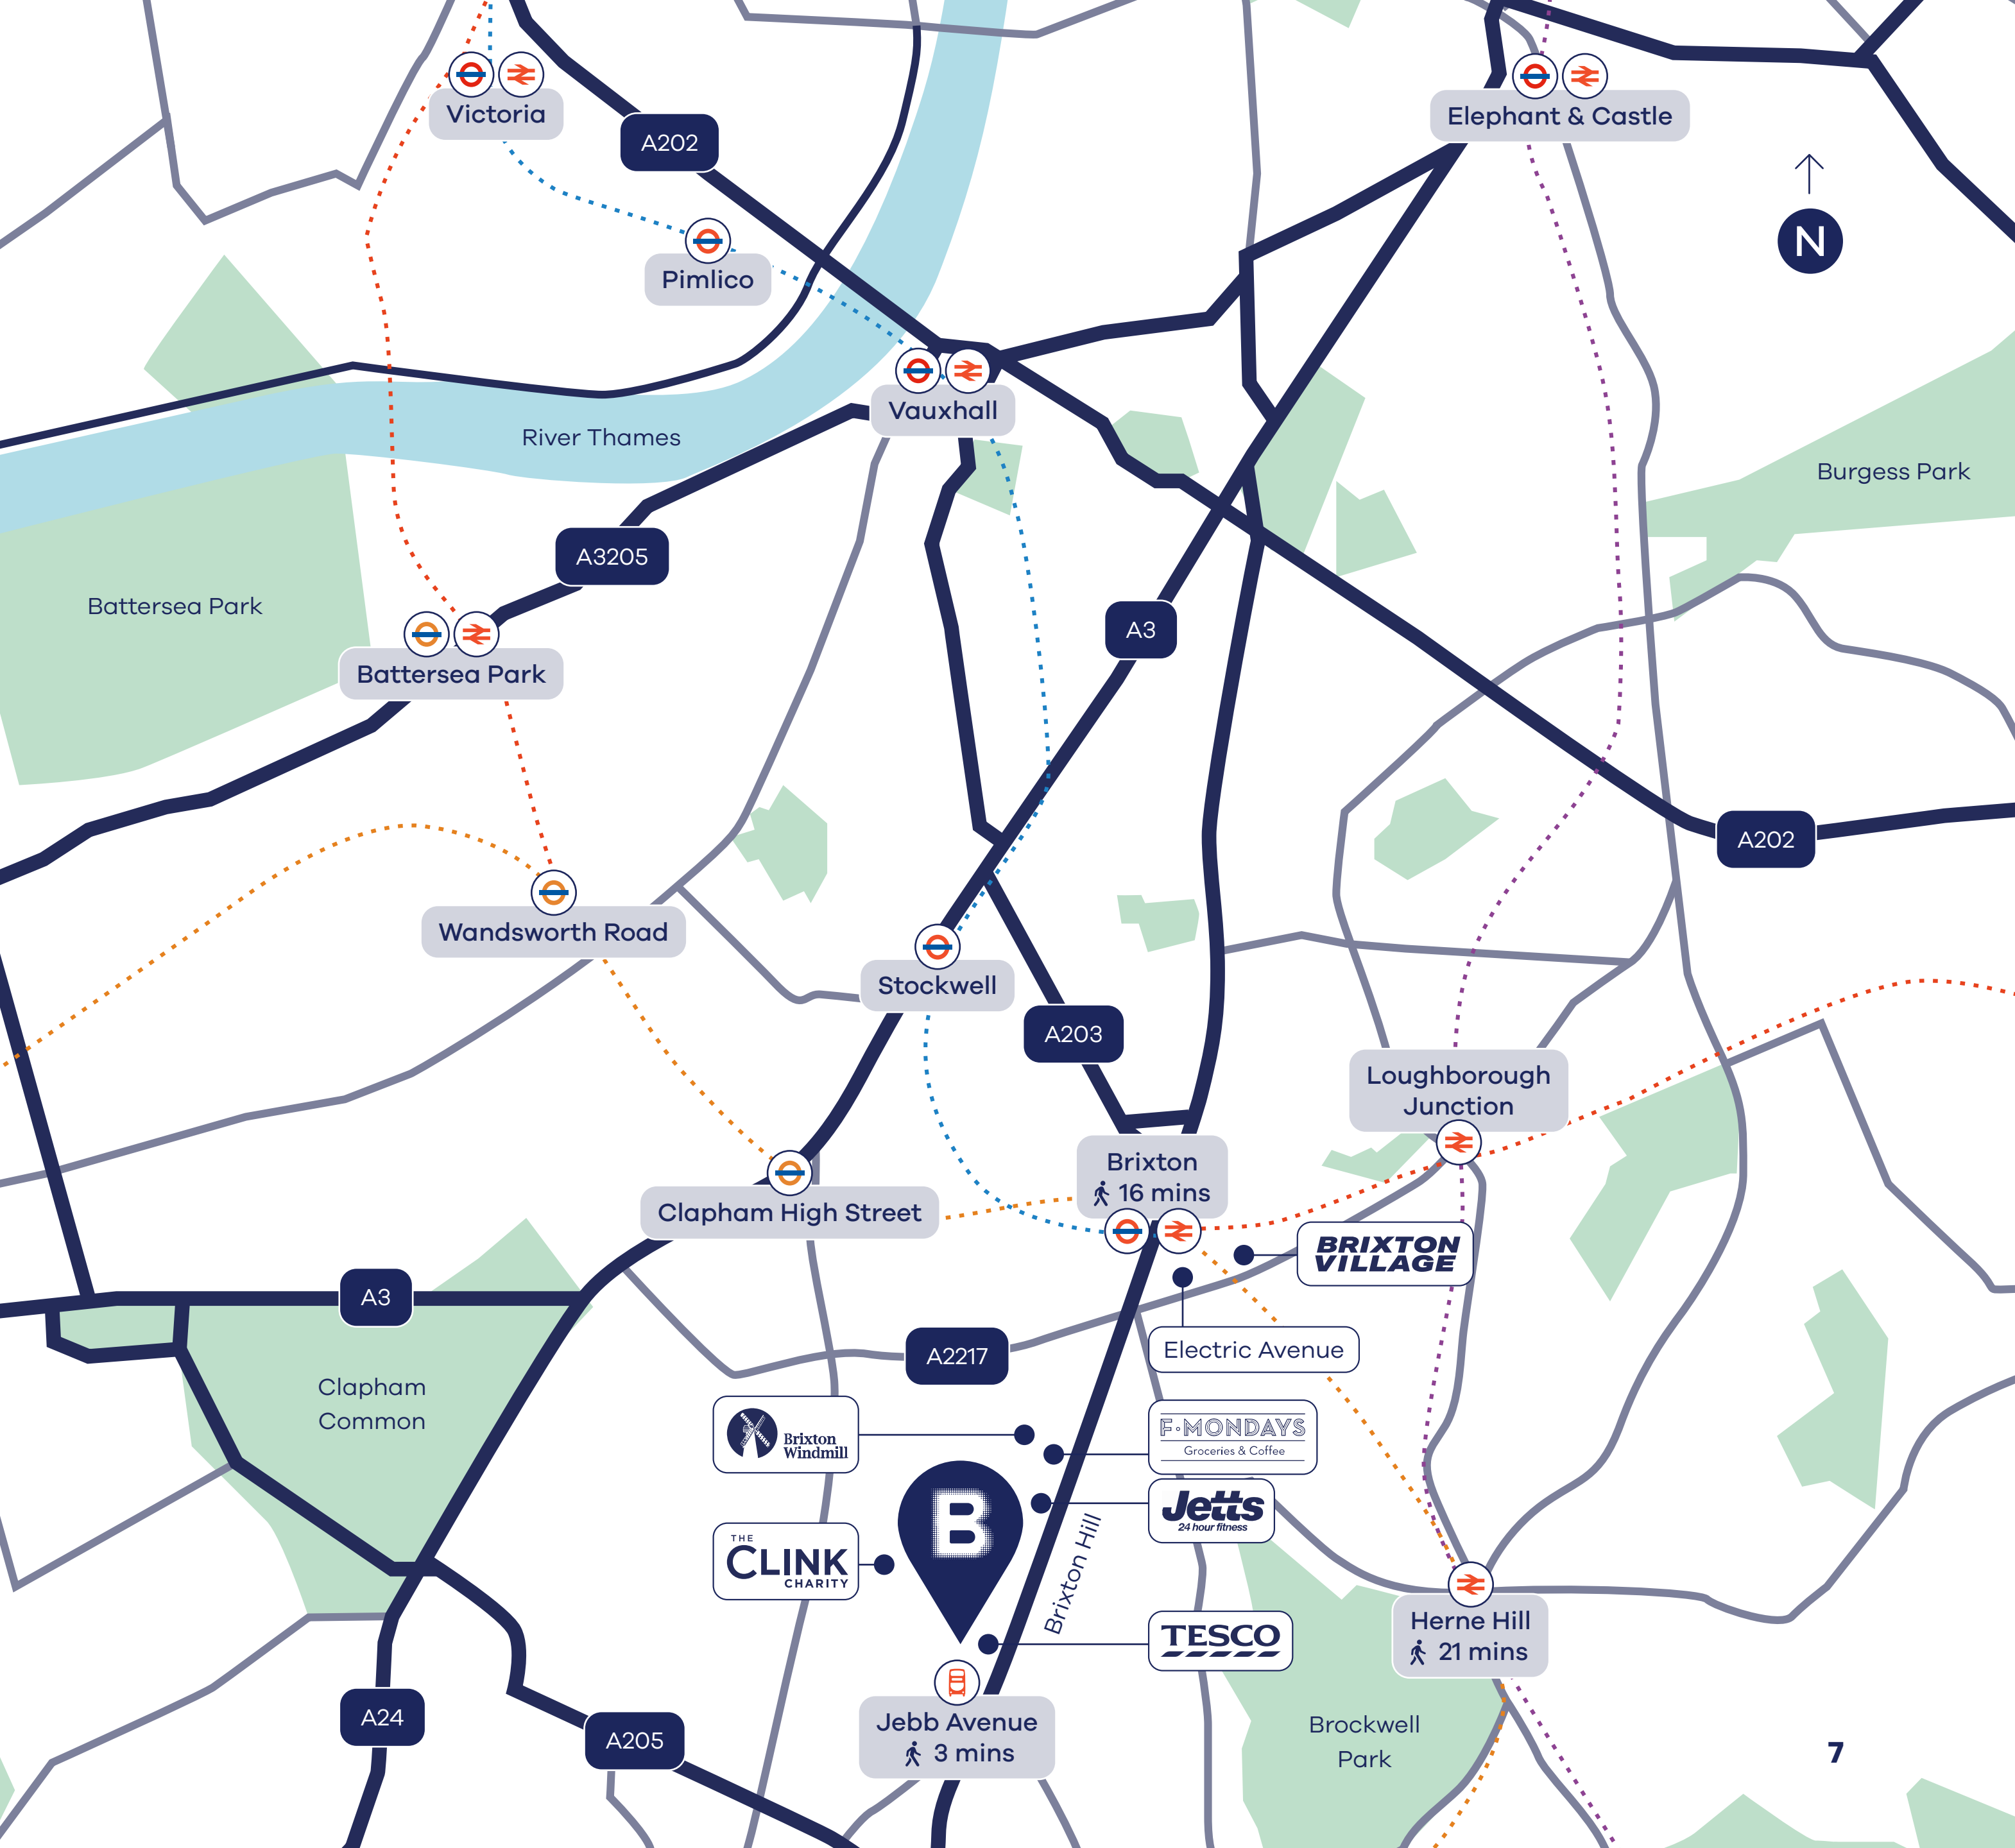 Victoria
A202
Elephant & Castle
N
Pimlico
Vauxhall
River Thames
Burgess Park
A3205
Battersea Park
A3
Battersea Park
A202
Wandsworth Road
Stockwell
A203
Loughborough
Junction
Brixton
16 mins
Clapham High Street
BRIXTON
VILLAGE
A3
Electric Avenue
A2217
Clapham
Common
Brixton
Windmill
F·MONDAYS
Groceries & Coffee
Jetts
24 hour fitness
B
THE
CLINK
CHARITY
Brixton Hill
TESCO
Herne Hill
21 mins
A24
A205
Jebb Avenue
3 mins
Brockwell
Park
7